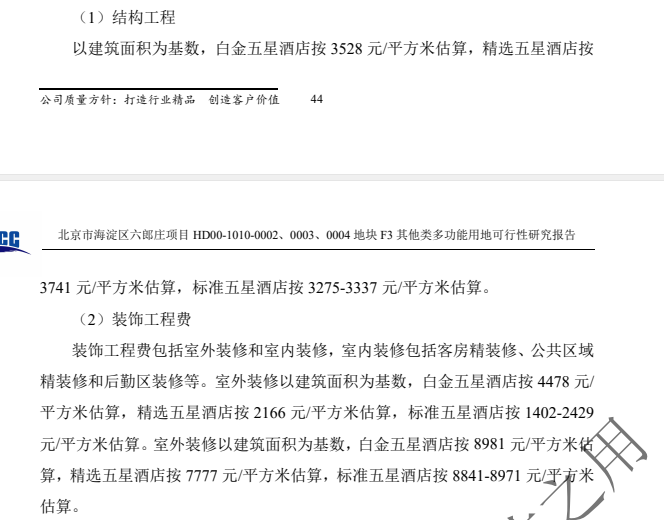 （1）结构工程
以建筑面积为基数，白金五星酒店按 3528 元/平方米估算，精选五星酒店按
公司质量方针：打造行业精品 创造客户价值 44
北京市海淀区六郎庄项目 HD00-1010-0002、0003、0004 地块 F3 其他类多功能用地可行性研究报告
3741 元/平方米估算，标准五星酒店按 3275-3337 元/平方米估算。
（2）装饰工程费
装饰工程费包括室外装修和室内装修，室内装修包括客房精装修、公共区域
精装修和后勤区装修等。室外装修以建筑面积为基数，白金五星酒店按 4478 元/
平方米估算，精选五星酒店按 2166 元/平方米估算，标准五星酒店按 1402-2429
元/平方米估算。室外装修以建筑面积为基数，白金五星酒店按 8981 元/平方米估
算，精选五星酒店按 7777 元/平方米估算，标准五星酒店按 8841-8971 元/平方米
估算。
之用